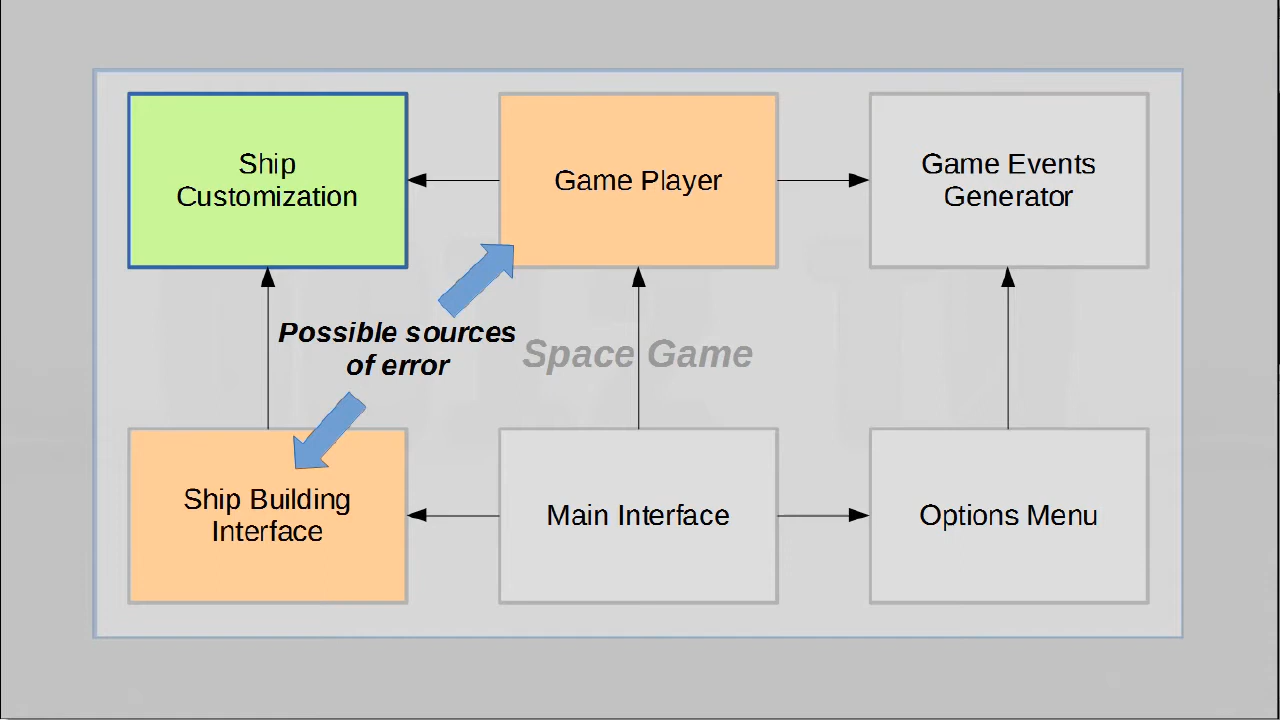 Ship
Customization
Game Player
Game Events
Generator
Possible sources
of error
Space Game
Ship Building
Interface
Main Interface
Options Menu